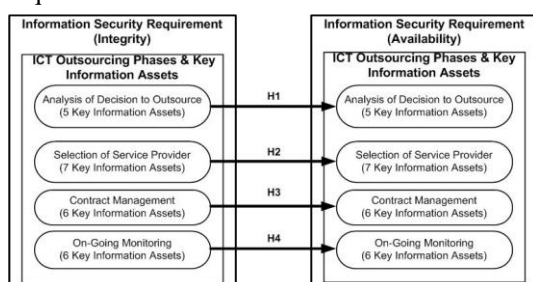 Information Security Requirement
(Integrity)
ICT Outsourcing Phases & Key
Information Assets
Analysis of Decision to Outsource
(5 Key Information Assets)
Selection of Service Provider
(7 Key Information Assets)
Contract Management
(6 Key Information Assets)
On-Going Monitoring
(6 Key Information Assets)
H1
H2
H3
H4
Information Security Requirement
(Availability)
ICT Outsourcing Phases & Key
Information Assets
Analysis of Decision to Outsource
(5 Key Information Assets)
Selection of Service Provider
(7 Key Information Assets)
Contract Management
(6 Key Information Assets)
On-Going Monitoring
(6 Key Information Assets)